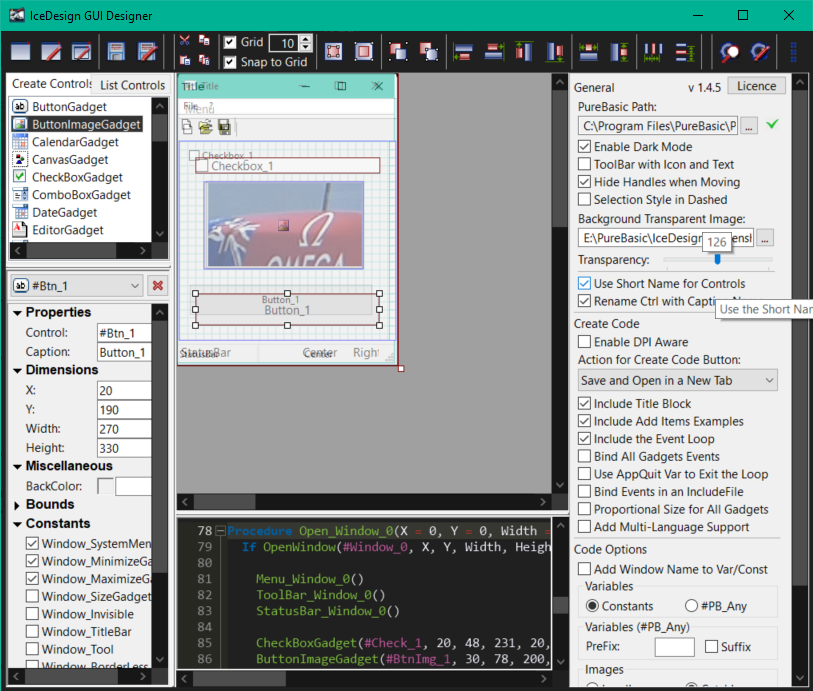 IceDesign GUI Designer
Grid 10
Snap to Grid
Create Controls
List Controls
ButtonGadget
ButtonImageGadget
CalendarGadget
CanvasGadget
CheckBoxGadget
ComboBoxGadget
DateGadget
EditorGadget
#Btn_1
Properties
Control: #Btn_1
Caption: Button_1
Dimensions
X: 20
Y: 190
Width: 270
Height: 330
Miscellaneous
BackColor:
Bounds
Constants
Window_SystemMen
Window_MinimizeGa
Window_MaximizeGa
Window_SizeGadget
Window_Invisible
Window_TitleBar
Window_Tool
Window_BorderLess
Title
Title
File ?
Menu
Checkbox_1
Checkbox_1
OMEGA
Button_1
Button_1
StatusBar
StatusBar
Center
Center
Right
78 Procedure Open_Window_0(X = 0, Y = 0, Width =
79 If OpenWindow(#Window_0, X, Y, Width, Heigh
80
81 Menu_Window_0()
82 ToolBar_Window_0()
83 StatusBar_Window_0()
84
85 CheckBoxGadget(#Check_1, 20, 48, 231, 20,
86 ButtonImageGadget(#BtnImg_1, 30, 78, 200,
General v 1.4.5 Licence
PureBasic Path:
C:\Program Files\PureBasic\P ...
Enable Dark Mode
ToolBar with Icon and Text
Hide Handles when Moving
Selection Style in Dashed
Background Transparent Image:
E:\PureBasic\IceDesign ...
126
Transparency:
Use Short Name for Controls
Rename Ctrl with Caption
Use the Short Nam
Create Code
Enable DPI Aware
Action for Create Code Button:
Save and Open in a New Tab
Include Title Block
Include Add Items Examples
Include the Event Loop
Bind All Gadgets Events
Use AppQuit Var to Exit the Loop
Bind Events in an IncludeFile
Proportional Size for All Gadgets
Add Multi-Language Support
Code Options
Add Window Name to Var/Const
Variables
Constants #PB_Any
Variables (#PB_Any)
PreFix: Suffix
Images